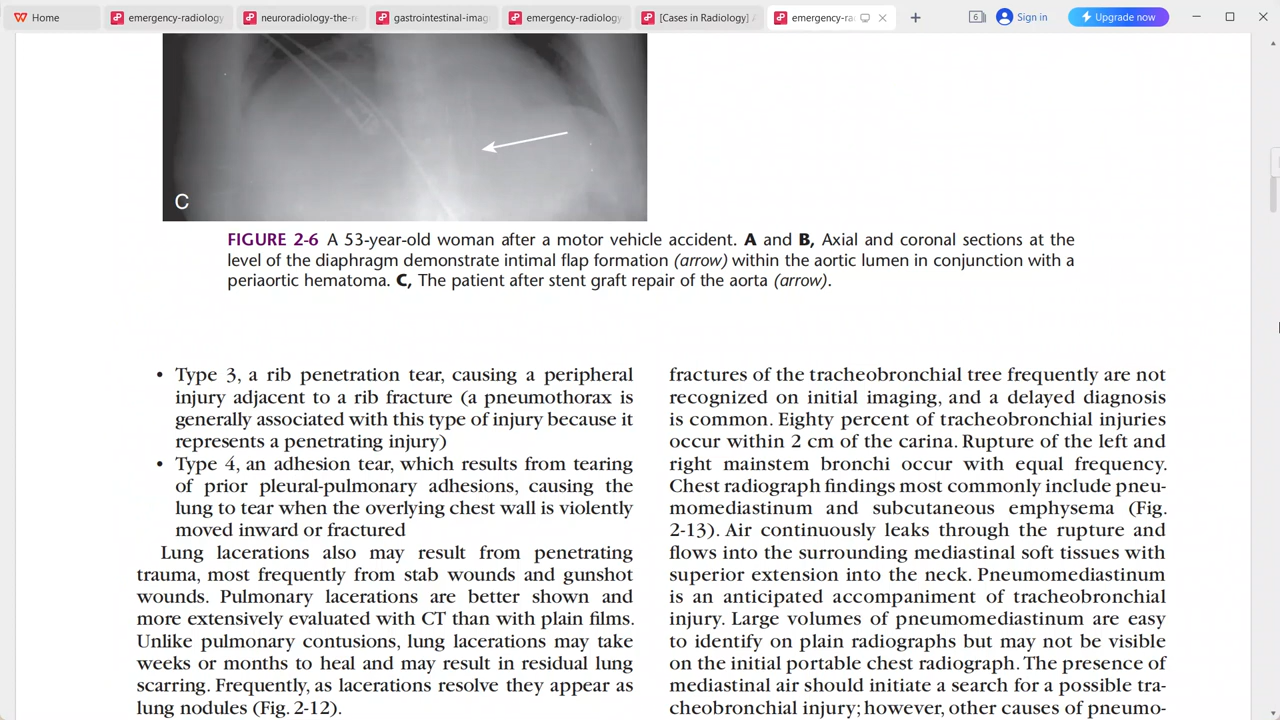 Home
emergency-radiology
neuroradiology-the-r
gastrointestinal-imag
emergency-radiology
[Cases in Radiology]
emergency-ra
6
Sign in
Upgrade now
C
FIGURE 2-6 A 53-year-old woman after a motor vehicle accident. A and B, Axial and coronal sections at the
level of the diaphragm demonstrate intimal flap formation (arrow) within the aortic lumen in conjunction with a
periaortic hematoma. C, The patient after stent graft repair of the aorta (arrow).
• Type 3, a rib penetration tear, causing a peripheral
injury adjacent to a rib fracture (a pneumothorax is
generally associated with this type of injury because it
represents a penetrating injury)
• Type 4, an adhesion tear, which results from tearing
of prior pleural-pulmonary adhesions, causing the
lung to tear when the overlying chest wall is violently
moved inward or fractured
Lung lacerations also may result from penetrating
trauma, most frequently from stab wounds and gunshot
wounds. Pulmonary lacerations are better shown and
more extensively evaluated with CT than with plain films.
Unlike pulmonary contusions, lung lacerations may take
weeks or months to heal and may result in residual lung
scarring. Frequently, as lacerations resolve they appear as
lung nodules (Fig. 2-12).
fractures of the tracheobronchial tree frequently are not
recognized on initial imaging, and a delayed diagnosis
is common. Eighty percent of tracheobronchial injuries
occur within 2 cm of the carina. Rupture of the left and
right mainstem bronchi occur with equal frequency.
Chest radiograph findings most commonly include pneu-
momediastinum and subcutaneous emphysema (Fig.
2-13). Air continuously leaks through the rupture and
flows into the surrounding mediastinal soft tissues with
superior extension into the neck. Pneumomediastinum
is an anticipated accompaniment of tracheobronchial
injury. Large volumes of pneumomediastinum are easy
to identify on plain radiographs but may not be visible
on the initial portable chest radiograph. The presence of
mediastinal air should initiate a search for a possible tra-
cheobronchial injury; however, other causes of pneumo-